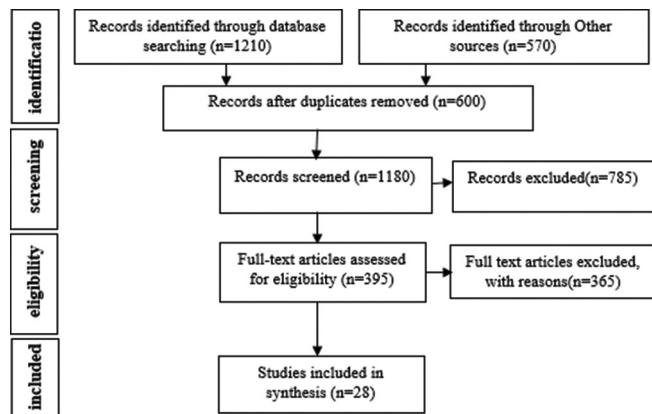 identificatio
Records identified through database
searching (n=1210)
Records identified through Other
sources (n=570)
Records after duplicates removed (n=600)
screening
Records screened (n=1180)
Records excluded(n=785)
eligibility
Full-text articles assessed
for eligibility (n=395)
Full text articles excluded,
with reasons(n=365)
included
Studies included in
synthesis (n=28)